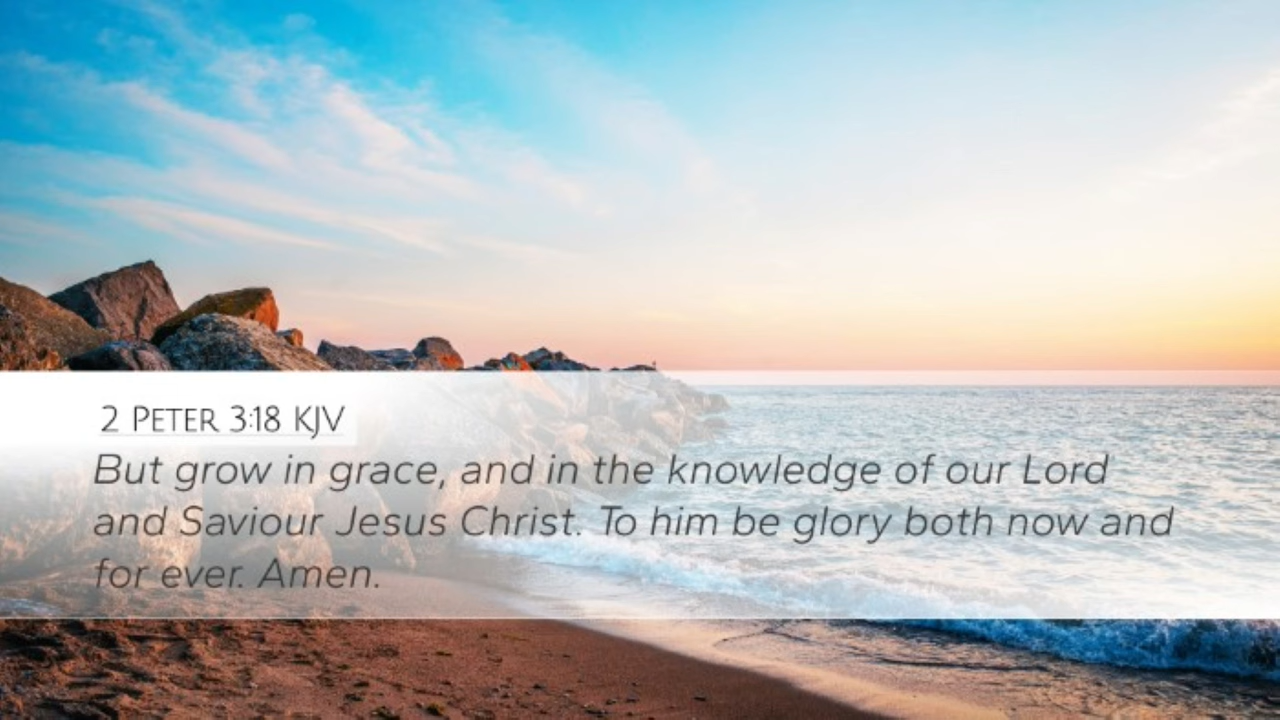 2 Peter 3:18 KJV
But grow in grace, and in the knowledge of our Lord
and Saviour Jesus Christ. To him be glory both now and
for ever. Amen.